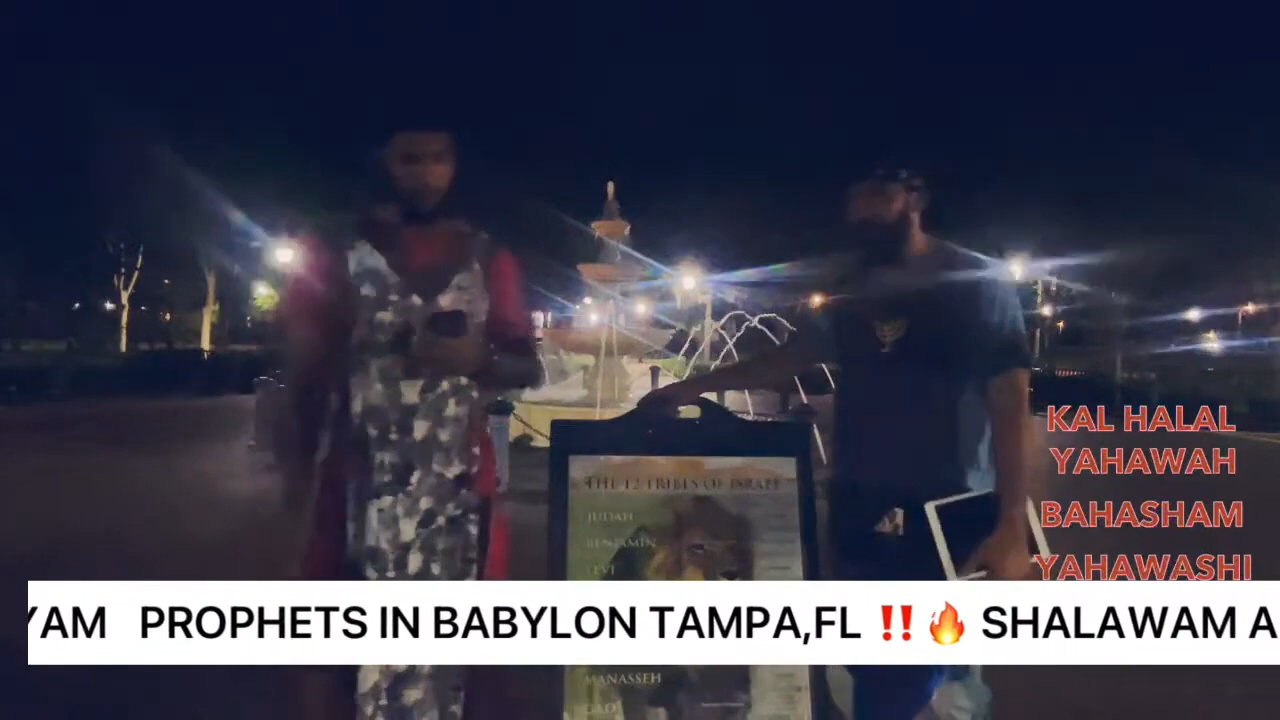 THE 12 TRIBES OF ISRAEL
JUDAH
BENJAMIN
LEVI
KAL HALAL
YAHAWAH
BAHASHAM
YAHAWASHI
YAM PROPHETS IN BABYLON TAMPA,FL ‼️🔥 SHALAWAM A
MANASSEH
GAD